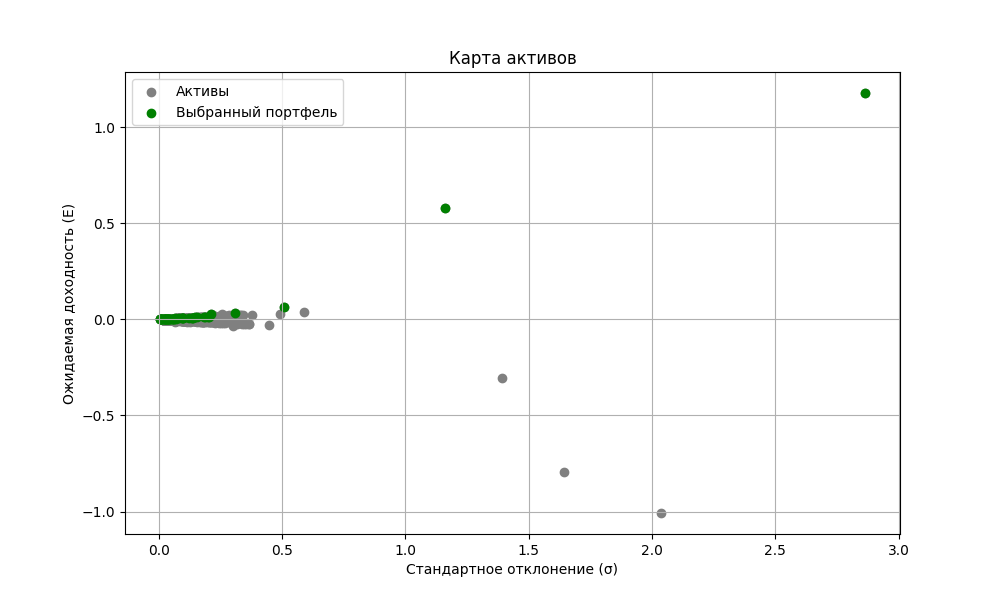 Карта активов
Активы
Выбранный портфель
Ожидаемая доходность (E)
1.0
0.5
0.0
−0.5
−1.0
0.0 0.5 1.0 1.5 2.0 2.5 3.0
Стандартное отклонение (σ)